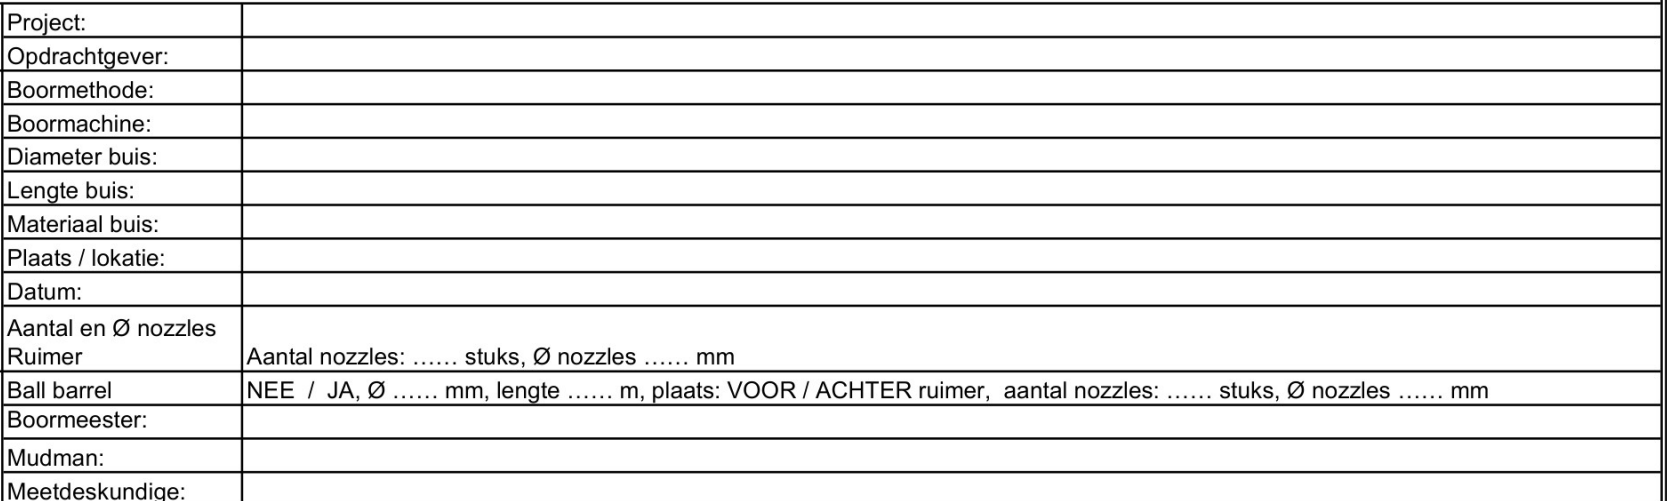 Project:
Opdrachtgever:
Boormethode:
Boormachine:
Diameter buis:
Lengte buis:
Materiaal buis:
Plaats / lokatie:
Datum:
Aantal en Ø nozzles
Ruimer
Aantal nozzles: …… stuks, Ø nozzles …… mm
Ball barrel
NEE / JA, Ø …… mm, lengte …… m, plaats: VOOR / ACHTER ruimer, aantal nozzles: …… stuks, Ø nozzles …… mm
Boormeester:
Mudman:
Meetdeskundige: